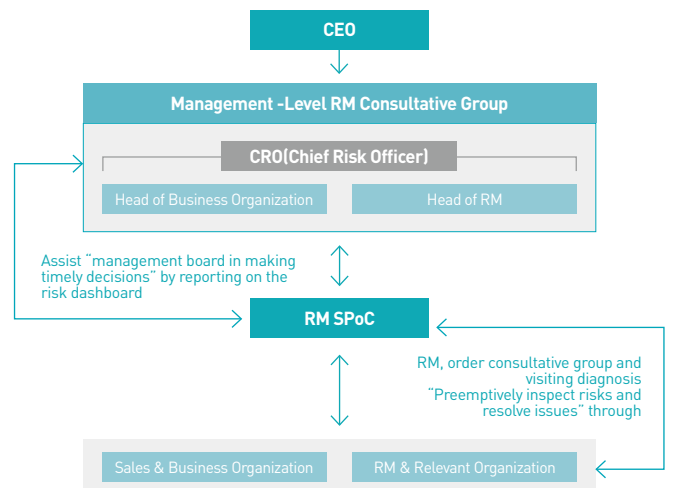 CEO
Management -Level RM Consultative Group
CRO(Chief Risk Officer)
Head of Business Organization
Head of RM
Assist “management board in making
timely decisions” by reporting on the
risk dashboard
RM SPoC
RM, order consultative group and
visiting diagnosis
“Preemptively inspect risks and
resolve issues” through
Sales & Business Organization
RM & Relevant Organization